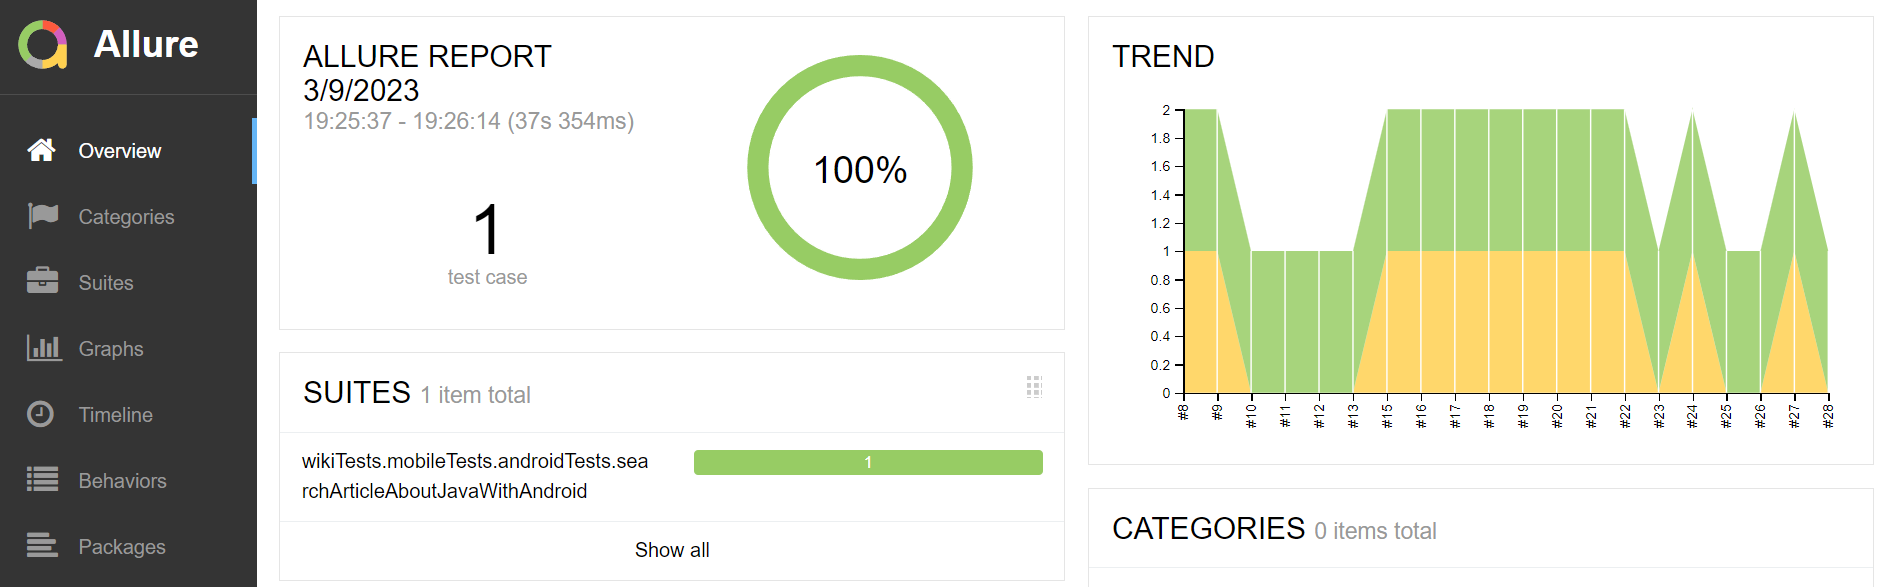 Allure
Overview
Categories
Suites
Graphs
Timeline
Behaviors
Packages
ALLURE REPORT
3/9/2023
19:25:37 - 19:26:14 (37s 354ms)
100%
1
test case
SUITES 1 item total
wikiTests.mobileTests.androidTests.sea
rchArticleAboutJavaWithAndroid
1
Show all
TREND
2
1.8
1.6
1.4
1.2
1
0.8
0.6
0.4
0.2
0
#8
#9
#10
#11
#12
#13
#15
#16
#17
#18
#19
#20
#21
#22
#23
#24
#25
#26
#27
#28
CATEGORIES 0 items total